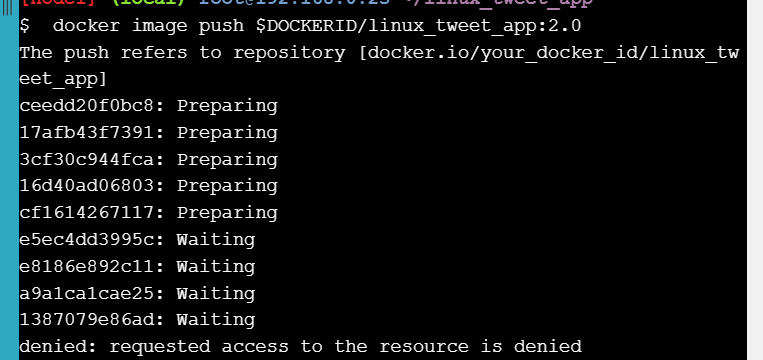 [node1] (local) root@192.168.0.23 ~/linux_tweet_app
$  docker image push $DOCKERID/linux_tweet_app:2.0
The push refers to repository [docker.io/your_docker_id/linux_tw
eet_app]
ceedd20f0bc8: Preparing
17afb43f7391: Preparing
3cf30c944fca: Preparing
16d40ad06803: Preparing
cf1614267117: Preparing
e5ec4dd3995c: Waiting
e8186e892c11: Waiting
a9a1ca1cae25: Waiting
1387079e86ad: Waiting
denied: requested access to the resource is denied